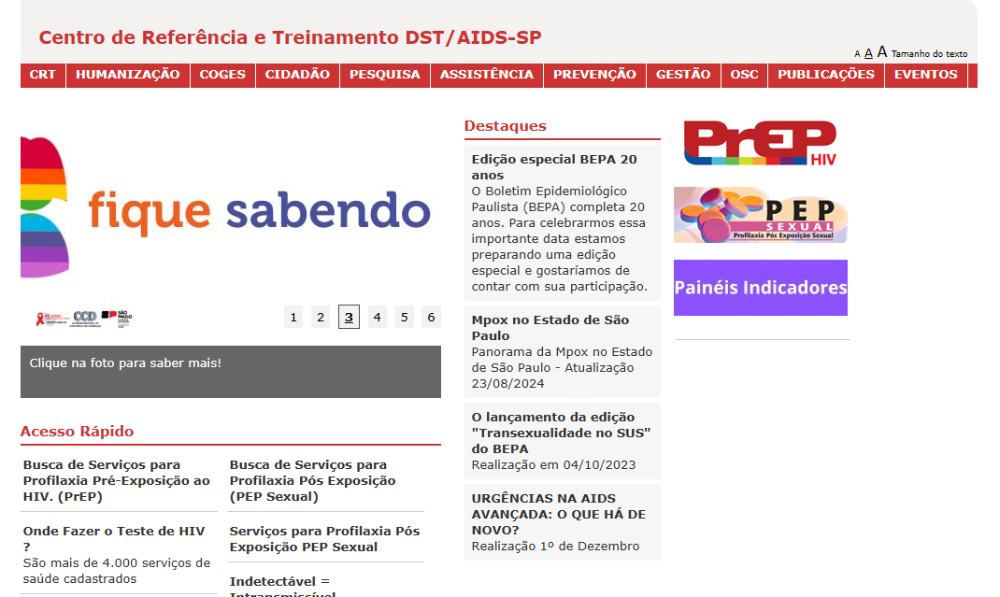 Centro de Referência e Treinamento DST/AIDS-SP
A A A Tamanho do texto
CRT HUMANIZAÇÃO COGES CIDADÃO PESQUISA ASSISTÊNCIA PREVENÇÃO GESTÃO OSC PUBLICAÇÕES EVENTOS
fique sabendo
CCD
SÃO PAULO
1 2 3 4 5 6
Clique na foto para saber mais!
Acesso Rápido
Busca de Serviços para
Profilaxia Pré-Exposição ao
HIV. (PrEP)
Onde Fazer o Teste de HIV
?
São mais de 4.000 serviços de
saúde cadastrados
Busca de Serviços para
Profilaxia Pós Exposição
(PEP Sexual)
Serviços para Profilaxia Pós
Exposição PEP Sexual
Indetectável =
Intransmissível
Destaques
Edição especial BEPA 20
anos
O Boletim Epidemiológico
Paulista (BEPA) completa 20
anos. Para celebrarmos essa
importante data estamos
preparando uma edição
especial e gostaríamos de
contar com sua participação.
Mpox no Estado de São
Paulo
Panorama da Mpox no Estado
de São Paulo - Atualização
23/08/2024
O lançamento da edição
"Transexualidade no SUS"
do BEPA
Realização em 04/10/2023
URGÊNCIAS NA AIDS
AVANÇADA: O QUE HÁ DE
NOVO?
Realização 1º de Dezembro
PrEP
HIV
PEP
SEXUAL
Profilaxia Pós Exposição Sexual
Painéis Indicadores